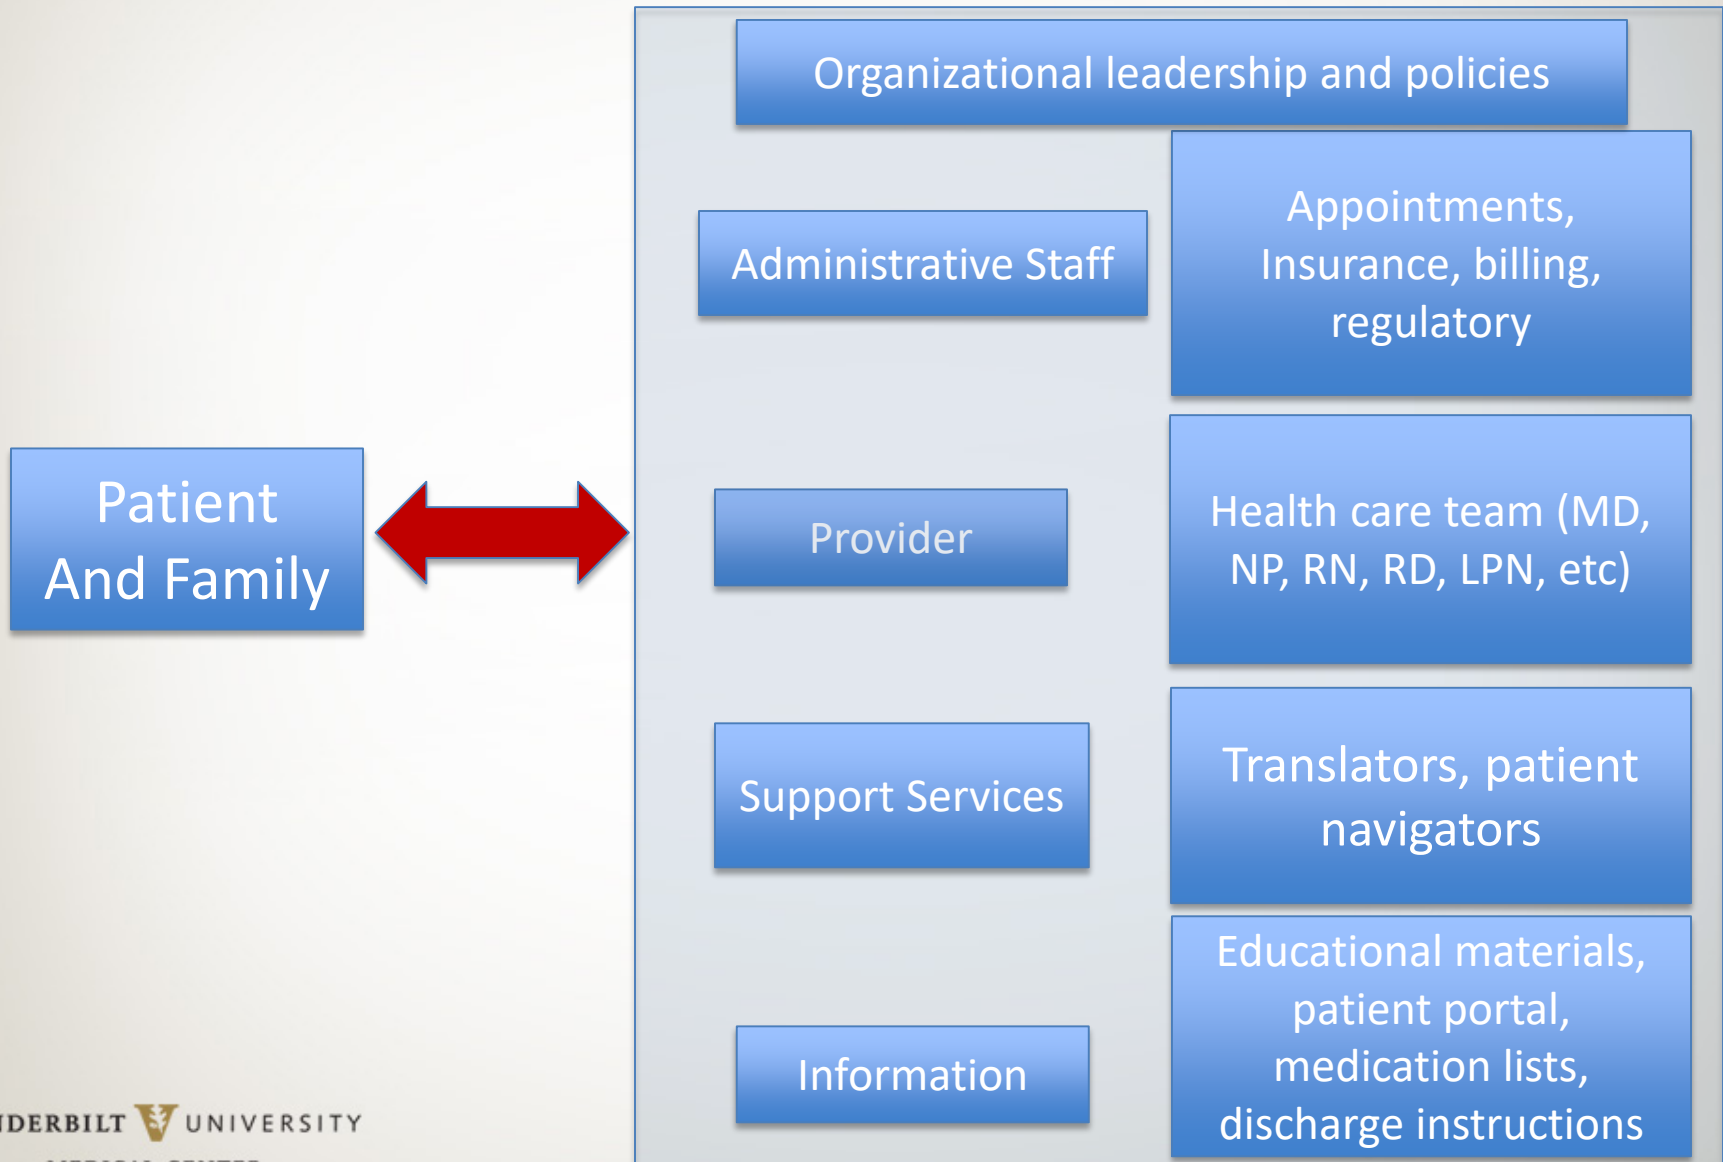 Organizational leadership and policies
Administrative Staff
Appointments,
Insurance, billing,
regulatory
Patient
And Family
Provider
Health care team (MD,
NP, RN, RD, LPN, etc)
Support Services
Translators, patient
navigators
Information
Educational materials,
patient portal,
medication lists,
discharge instructions
UNIVERSITY